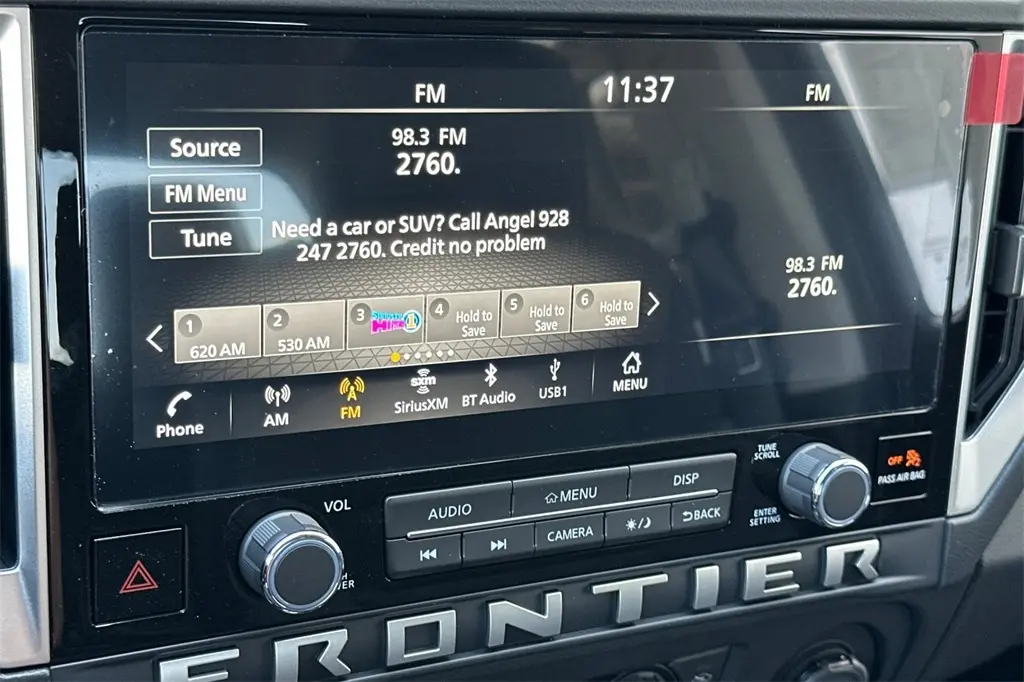 FM
11:37
FM
Source
98.3 FM
2760.
FM Menu
Tune
Need a car or SUV? Call Angel 928
247 2760. Credit no problem
98.3 FM
2760.
1
620 AM
2
530 AM
3
4
Hold to
Save
5
Hold to
Save
6
Hold to
Save
Phone
AM
FM
sxm
SiriusXM
BT Audio
USB1
MENU
VOL
AUDIO
MENU
DISP
CAMERA
BACK
TUNE
SCROLL
ENTER
SETTING
OFF
PASS AIR BAG
FRONTIER